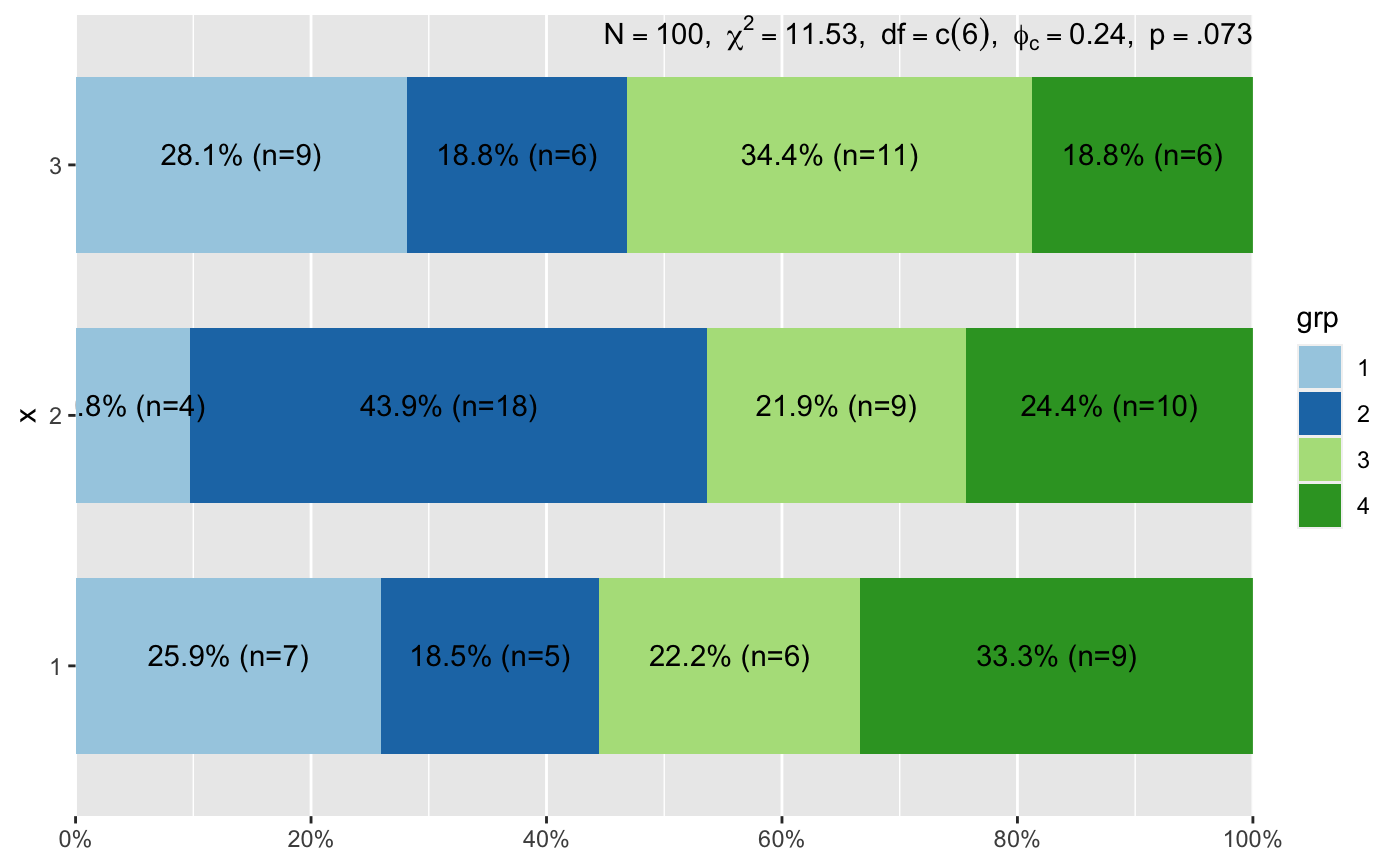 N = 100, χ² = 11.53, df = c(6), ϕc = 0.24, p = .073
3
28.1% (n=9) 18.8% (n=6) 34.4% (n=11) 18.8% (n=6)
x
2
.8% (n=4) 43.9% (n=18) 21.9% (n=9) 24.4% (n=10)
1
25.9% (n=7) 18.5% (n=5) 22.2% (n=6) 33.3% (n=9)
0% 20% 40% 60% 80% 100%
grp
1
2
3
4